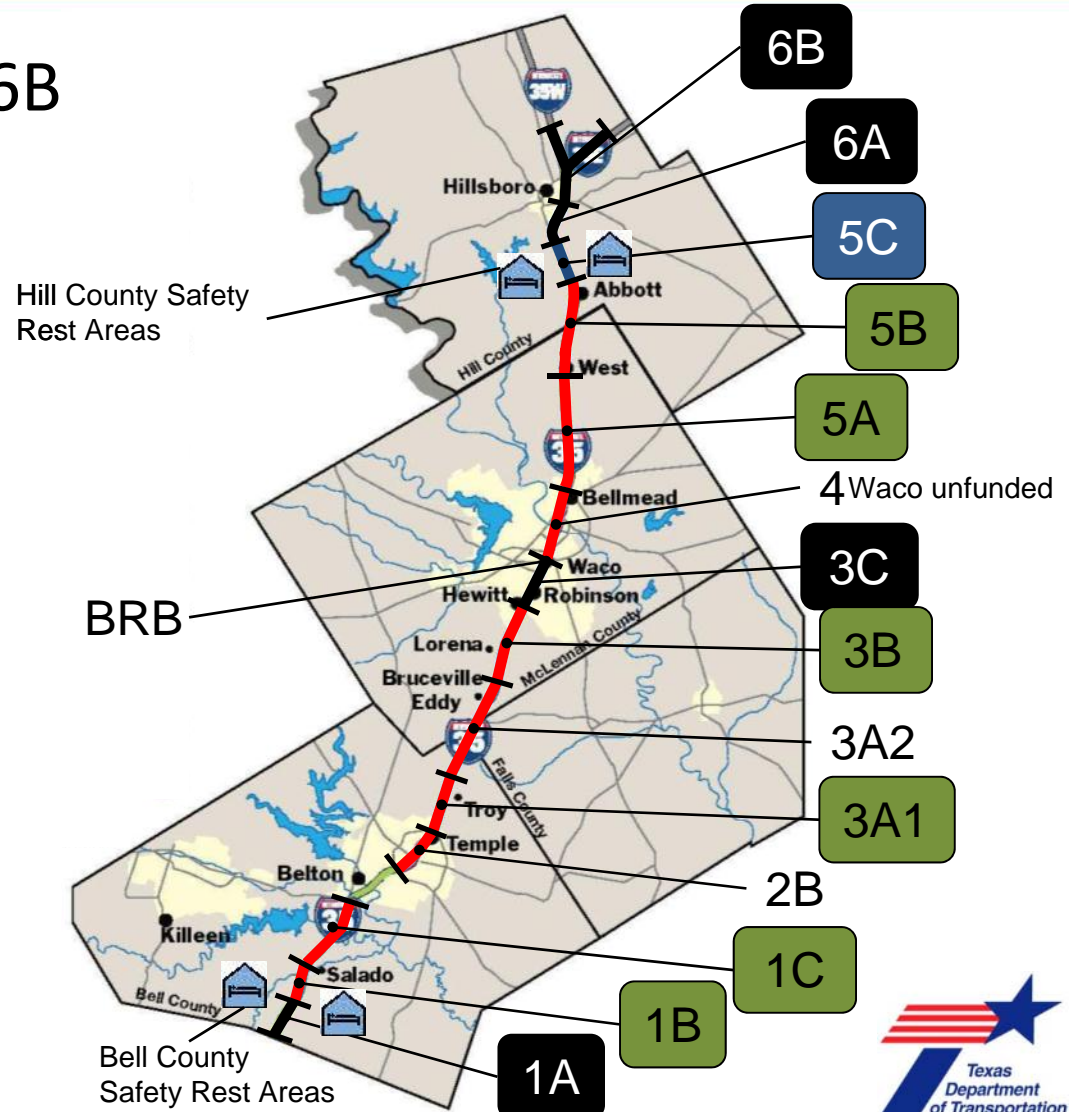 6B
6B
35W
6A
Hillsboro
5C
Hill County Safety
Rest Areas
Abbott
5B
Hill County
West
5A
35
4 Waco unfunded
Bellmead
Waco
3C
BRB
Hewitt
Robinson
3B
Lorena
McLennan County
Bruceville
Eddy
3A2
35
Falls County
Troy
3A1
Temple
Belton
2B
Killeen
1C
Salado
Bell County
1B
Bell County
Safety Rest Areas
1A
Texas
Department
of Transportation